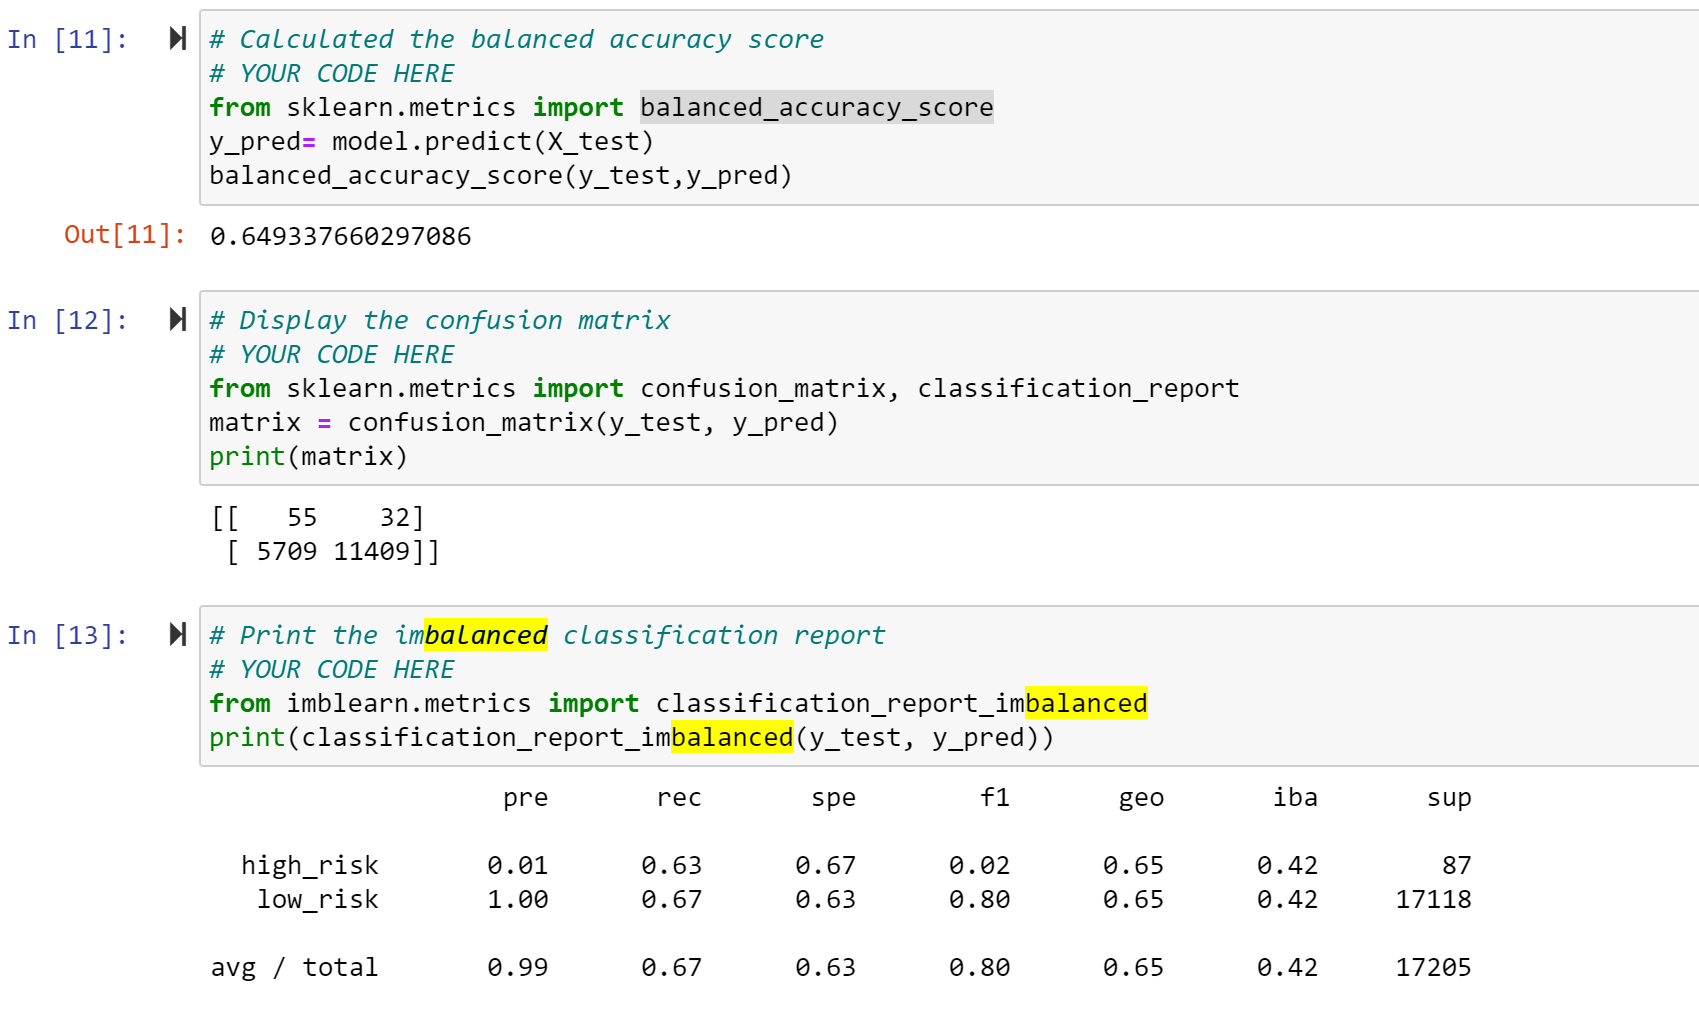 In [11]: # Calculated the balanced accuracy score
# YOUR CODE HERE
from sklearn.metrics import balanced_accuracy_score
y_pred= model.predict(X_test)
balanced_accuracy_score(y_test,y_pred)
Out[11]: 0.649337660297086
In [12]: # Display the confusion matrix
# YOUR CODE HERE
from sklearn.metrics import confusion_matrix, classification_report
matrix = confusion_matrix(y_test, y_pred)
print(matrix)
[[   55    32]
 [ 5709 11409]]
In [13]: # Print the imbalanced classification report
# YOUR CODE HERE
from imblearn.metrics import classification_report_imbalanced
print(classification_report_imbalanced(y_test, y_pred))
pre rec spe f1 geo iba sup
high_risk 0.01 0.63 0.67 0.02 0.65 0.42 87
low_risk 1.00 0.67 0.63 0.80 0.65 0.42 17118
avg / total 0.99 0.67 0.63 0.80 0.65 0.42 17205